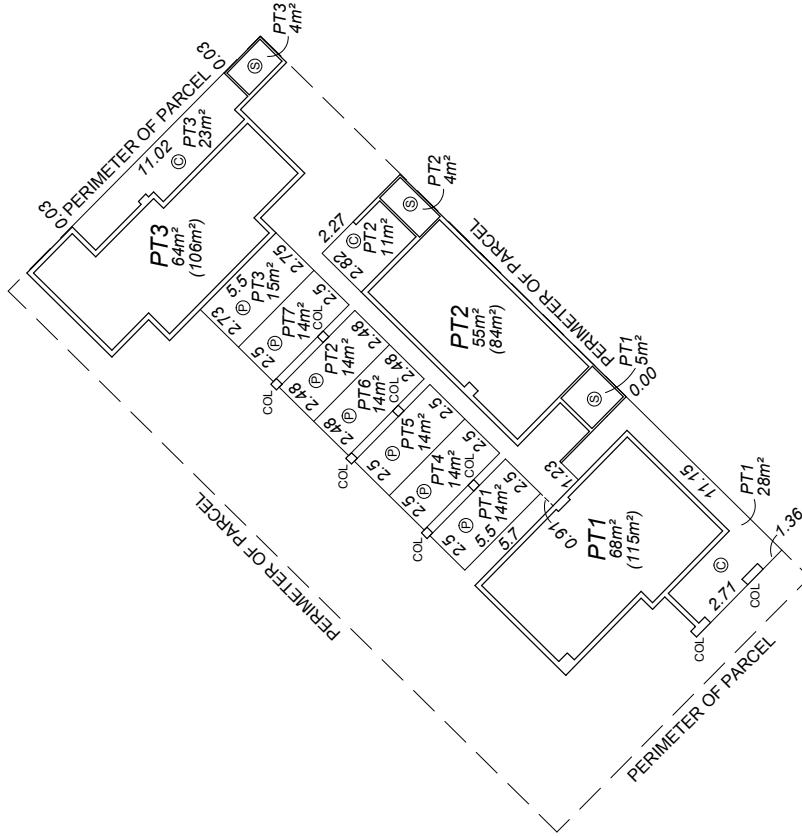 0.03
PT3
4m²
Ⓢ
PERIMETER OF PARCEL
0.03
11.02
Ⓒ
PT3
23m²
PT3
64m²
(106m²)
PT2
4m²
Ⓢ
2.27
Ⓒ
PT2
11m²
2.82
2.75
5.5
PT3
15m²
Ⓟ
2.73
2.5
PT7
14m²
Ⓟ
2.5
COL
COL
2.48
PT2
14m²
Ⓟ
2.48
2.48
PT6
14m²
Ⓟ
2.48
COL
COL
2.5
PT5
14m²
Ⓟ
2.5
2.5
PT4
14m²
Ⓟ
2.5
COL
COL
2.5
PT1
14m²
Ⓟ
2.5
5.5
5.7
PT2
55m²
(84m²)
PERIMETER OF PARCEL
PT1
5m²
Ⓢ
0.00
1.23
0.91
PT1
68m²
(115m²)
11.15
PT1
28m²
Ⓒ
1.36
2.71
COL
COL
PERIMETER OF PARCEL
PERIMETER OF PARCEL